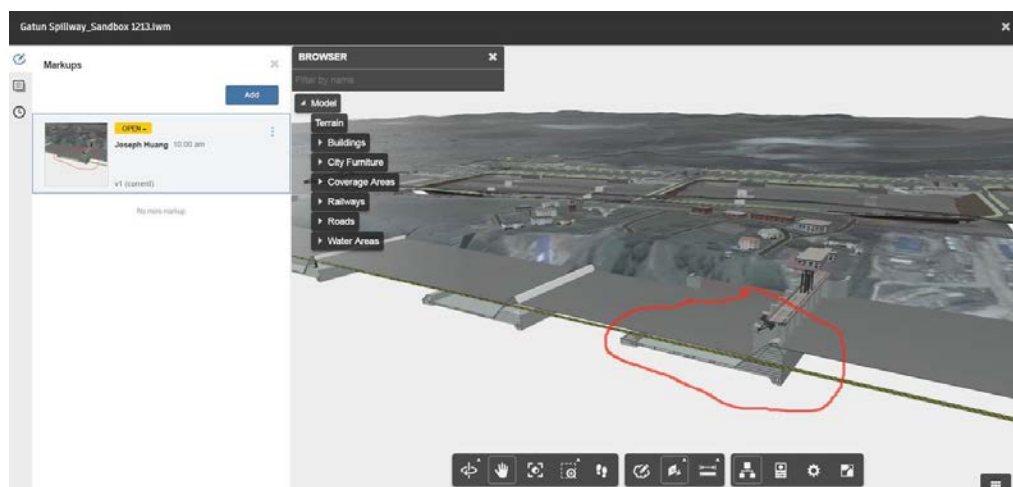 Gatun Spillway_Sandbox 1213.iwm
Markups
Add
OPEN
Joseph Huang 10:00 am
v1 (current)
No more markup
BROWSER
Filter by name
Model
Terrain
Buildings
City Furniture
Coverage Areas
Railways
Roads
Water Areas